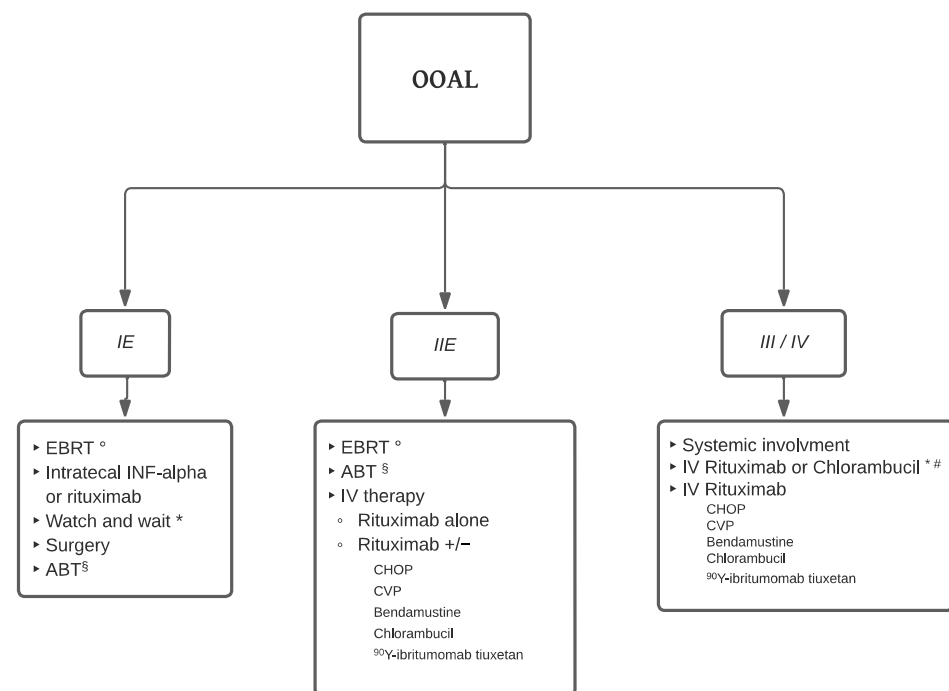 OOAL
IE
▸ EBRT °
▸ Intratecal INF-alpha
or rituximab
▸ Watch and wait *
▸ Surgery
▸ ABT§
IIE
▸ EBRT °
▸ ABT §
▸ IV therapy
◦ Rituximab alone
◦ Rituximab +/−
CHOP
CVP
Bendamustine
Chlorambucil
⁹⁰Y-ibritumomab tiuxetan
III / IV
▸ Systemic involvment
▸ IV Rituximab or Chlorambucil * #
▸ IV Rituximab
CHOP
CVP
Bendamustine
Chlorambucil
⁹⁰Y-ibritumomab tiuxetan